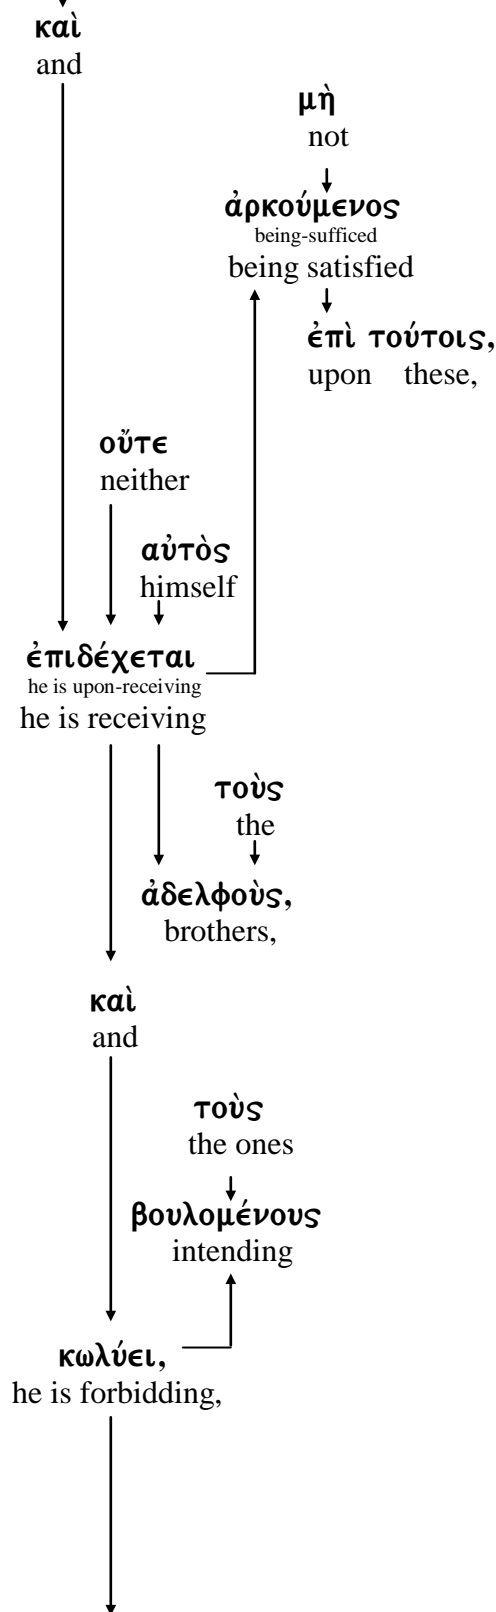 καὶ
and
μὴ
not
ἀρκούμενος
being-sufficed
being satisfied
ἐπὶ τούτοις,
upon these,
οὔτε
neither
αὐτὸς
himself
ἐπιδέχεται
he is upon-receiving
he is receiving
τοὺς
the
ἀδελφοὺς,
brothers,
καὶ
and
τοὺς
the ones
βουλομένους
intending
κωλύει,
he is forbidding,